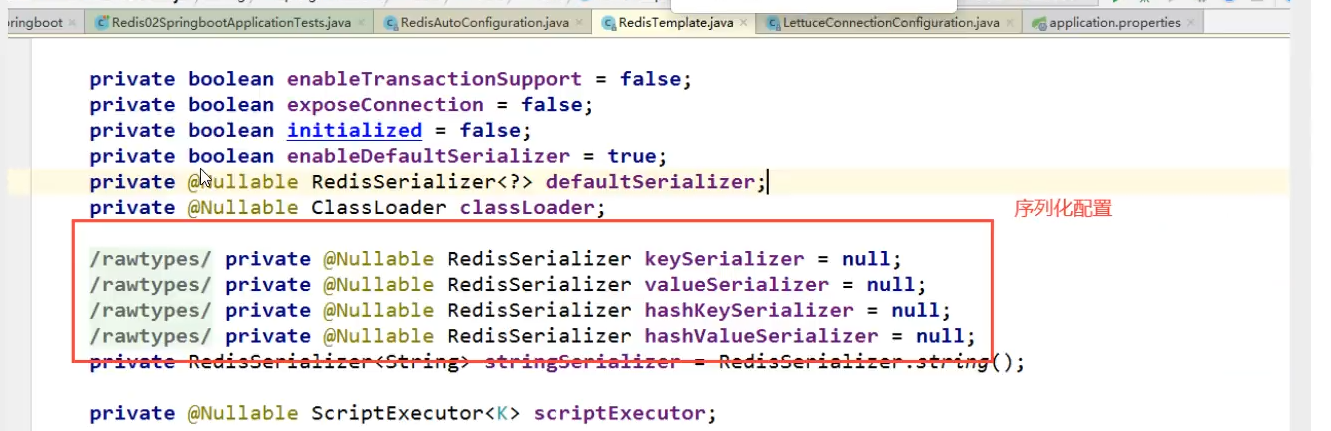 ringboot Redis02SpringbootApplicationTests.java RedisAutoConfiguration.java RedisTemplate.java LettuceConnectionConfiguration.java application.properties
private boolean enableTransactionSupport = false;
private boolean exposeConnection = false;
private boolean initialized = false;
private boolean enableDefaultSerializer = true;
private @Nullable RedisSerializer<?> defaultSerializer;
private @Nullable ClassLoader classLoader;
序列化配置
/rawtypes/ private @Nullable RedisSerializer keySerializer = null;
/rawtypes/ private @Nullable RedisSerializer valueSerializer = null;
/rawtypes/ private @Nullable RedisSerializer hashKeySerializer = null;
/rawtypes/ private @Nullable RedisSerializer hashValueSerializer = null;
private RedisSerializer<String> stringSerializer = RedisSerializer.string();
private @Nullable ScriptExecutor<K> scriptExecutor;